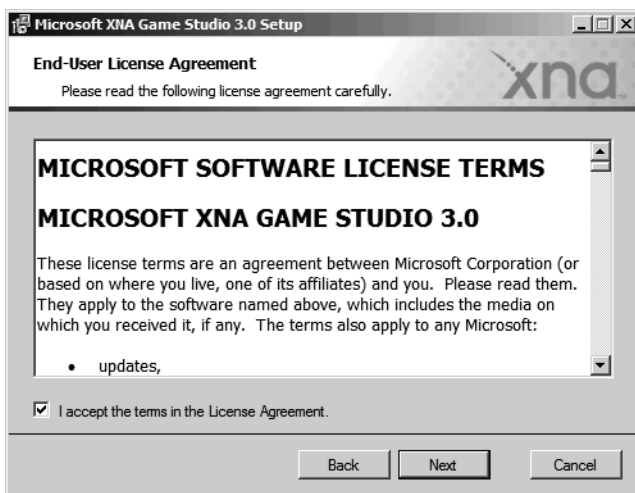 Microsoft XNA Game Studio 3.0 Setup
End-User License Agreement
Please read the following license agreement carefully.
xna
MICROSOFT SOFTWARE LICENSE TERMS
MICROSOFT XNA GAME STUDIO 3.0
These license terms are an agreement between Microsoft Corporation (or
based on where you live, one of its affiliates) and you.  Please read them.
They apply to the software named above, which includes the media on
which you received it, if any.  The terms also apply to any Microsoft:
• updates,
I accept the terms in the License Agreement.
Back Next Cancel